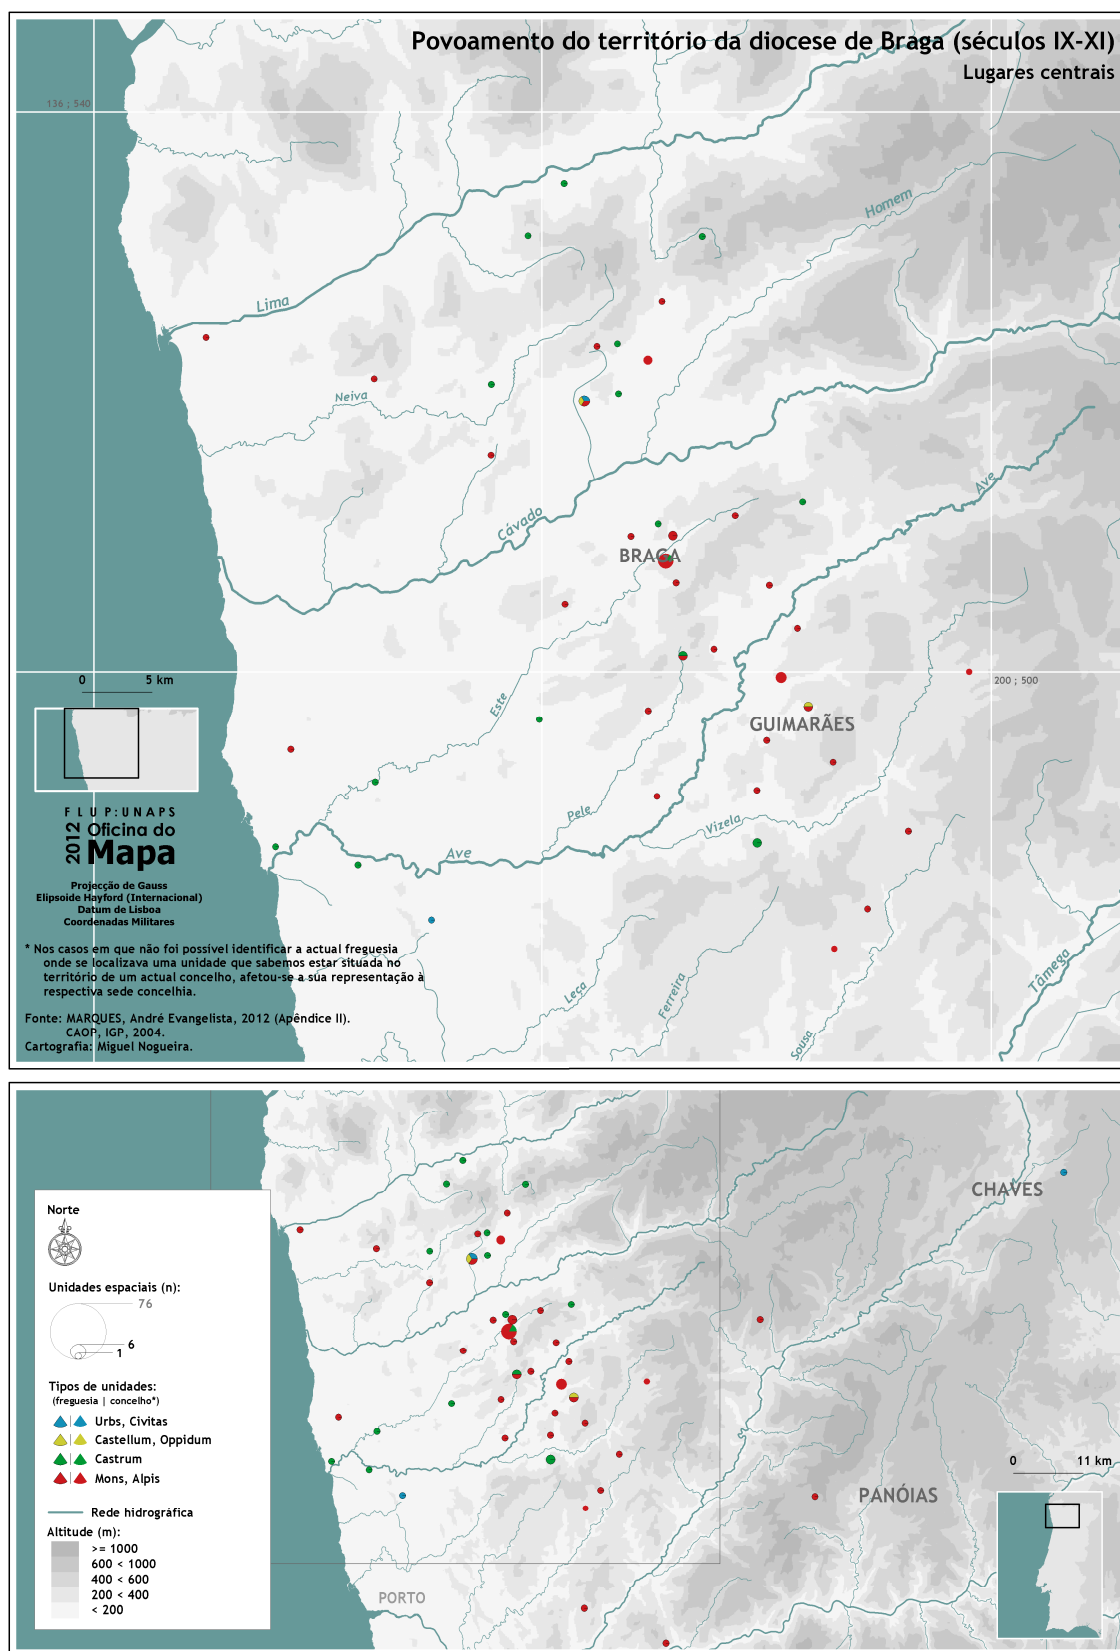 Povoamento do território da diocese de Braga (séculos IX-XI)
Lugares centrais
136 ; 540
Homem
Lima
Neiva
Ave
Cávado
BRAGA
0 5 km
200 ; 500
Este
GUIMARÃES
FLUP:UNAPS
2012
Oficina do
Mapa
Pele
Vizela
Ave
Projecção de Gauss
Elipsoide Hayford (Internacional)
Datum de Lisboa
Coordenadas Militares
* Nos casos em que não foi possivel identificar a actual freguesia
onde se localizava uma unidade que sabemos estar situada no
território de um actual concelho, afetou-se a sua representação à
respectiva sede concelhia.
Leça
Ferreira
Tâmega
Sousa
Fonte: MARQUES, André Evangelista, 2012 (Apêndice II).
CAOP, IGP, 2004.
Cartografia: Miguel Nogueira.
CHAVES
Norte
Unidades espaciais (n):
76
6
1
Tipos de unidades:
(freguesia | concelho*)
Urbs, Civitas
Castellum, Oppidum
Castrum
Mons, Alpis
Rede hidrográfica
Altitude (m):
>= 1000
600 < 1000
400 < 600
200 < 400
< 200
0 11 km
PANÓIAS
PORTO